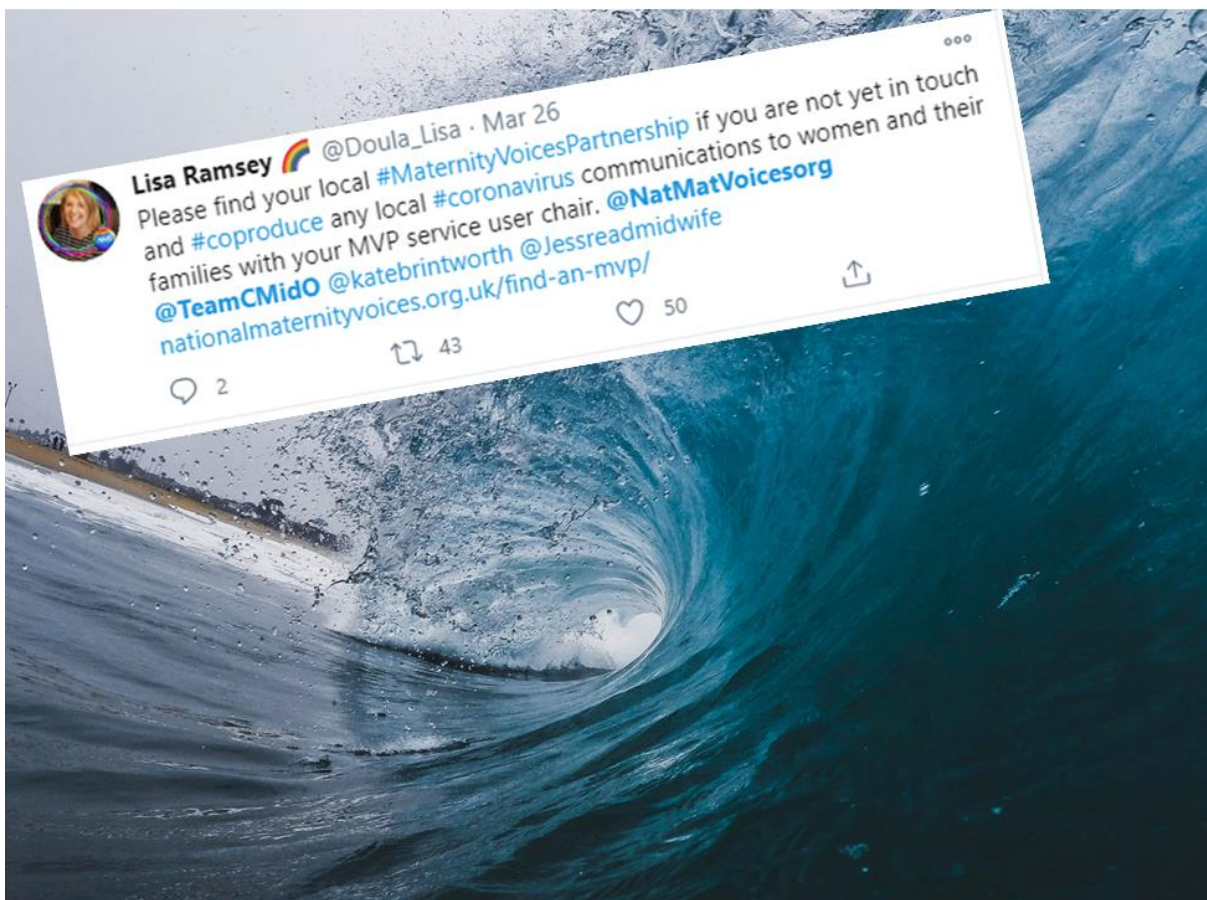 Lisa Ramsey 🌈 @Doula_Lisa · Mar 26
Please find your local #MaternityVoicesPartnership if you are not yet in touch
and #coproduce any local #coronavirus communications to women and their
families with your MVP service user chair. @NatMatVoicesorg
@TeamCMidO @katebrintworth @Jessreadmidwife
nationalmaternityvoices.org.uk/find-an-mvp/
2 43 50